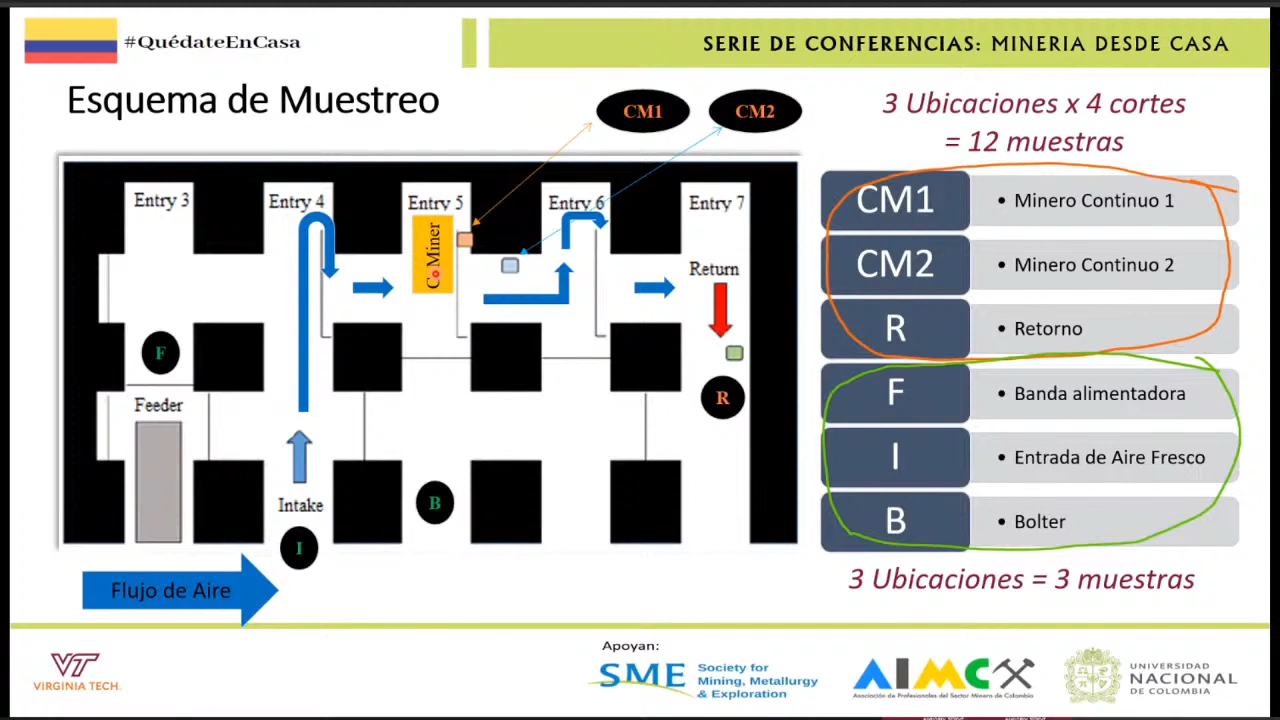 #QuédateEnCasa
SERIE DE CONFERENCIAS: MINERIA DESDE CASA
Esquema de Muestreo
CM1
CM2
3 Ubicaciones x 4 cortes
= 12 muestras
Entry 3
Entry 4
Entry 5
Entry 6
Entry 7
C Miner
Return
F
Feeder
R
B
Intake
I
Flujo de Aire
CM1
• Minero Continuo 1
CM2
• Minero Continuo 2
R
• Retorno
F
• Banda alimentadora
I
• Entrada de Aire Fresco
B
• Bolter
3 Ubicaciones = 3 muestras
VT
VIRGINIA TECH.
Apoyan:
SME
Society for
Mining, Metallurgy
& Exploration
AIMC
Asociación de Profesionales del Sector Minero de Colombia
UNIVERSIDAD
NACIONAL
DE COLOMBIA